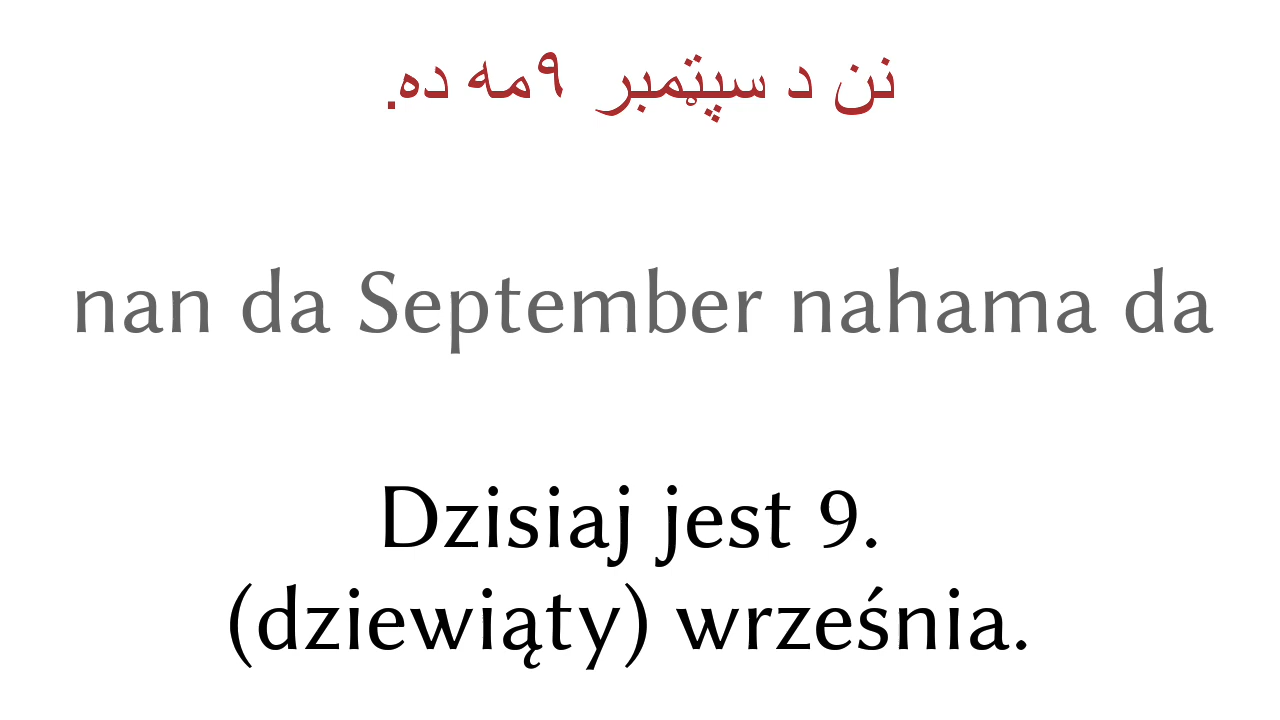 نن د سپټمبر ۹مه ده.
nan da September nahama da
Dzisiaj jest 9.
(dziewiąty) września.